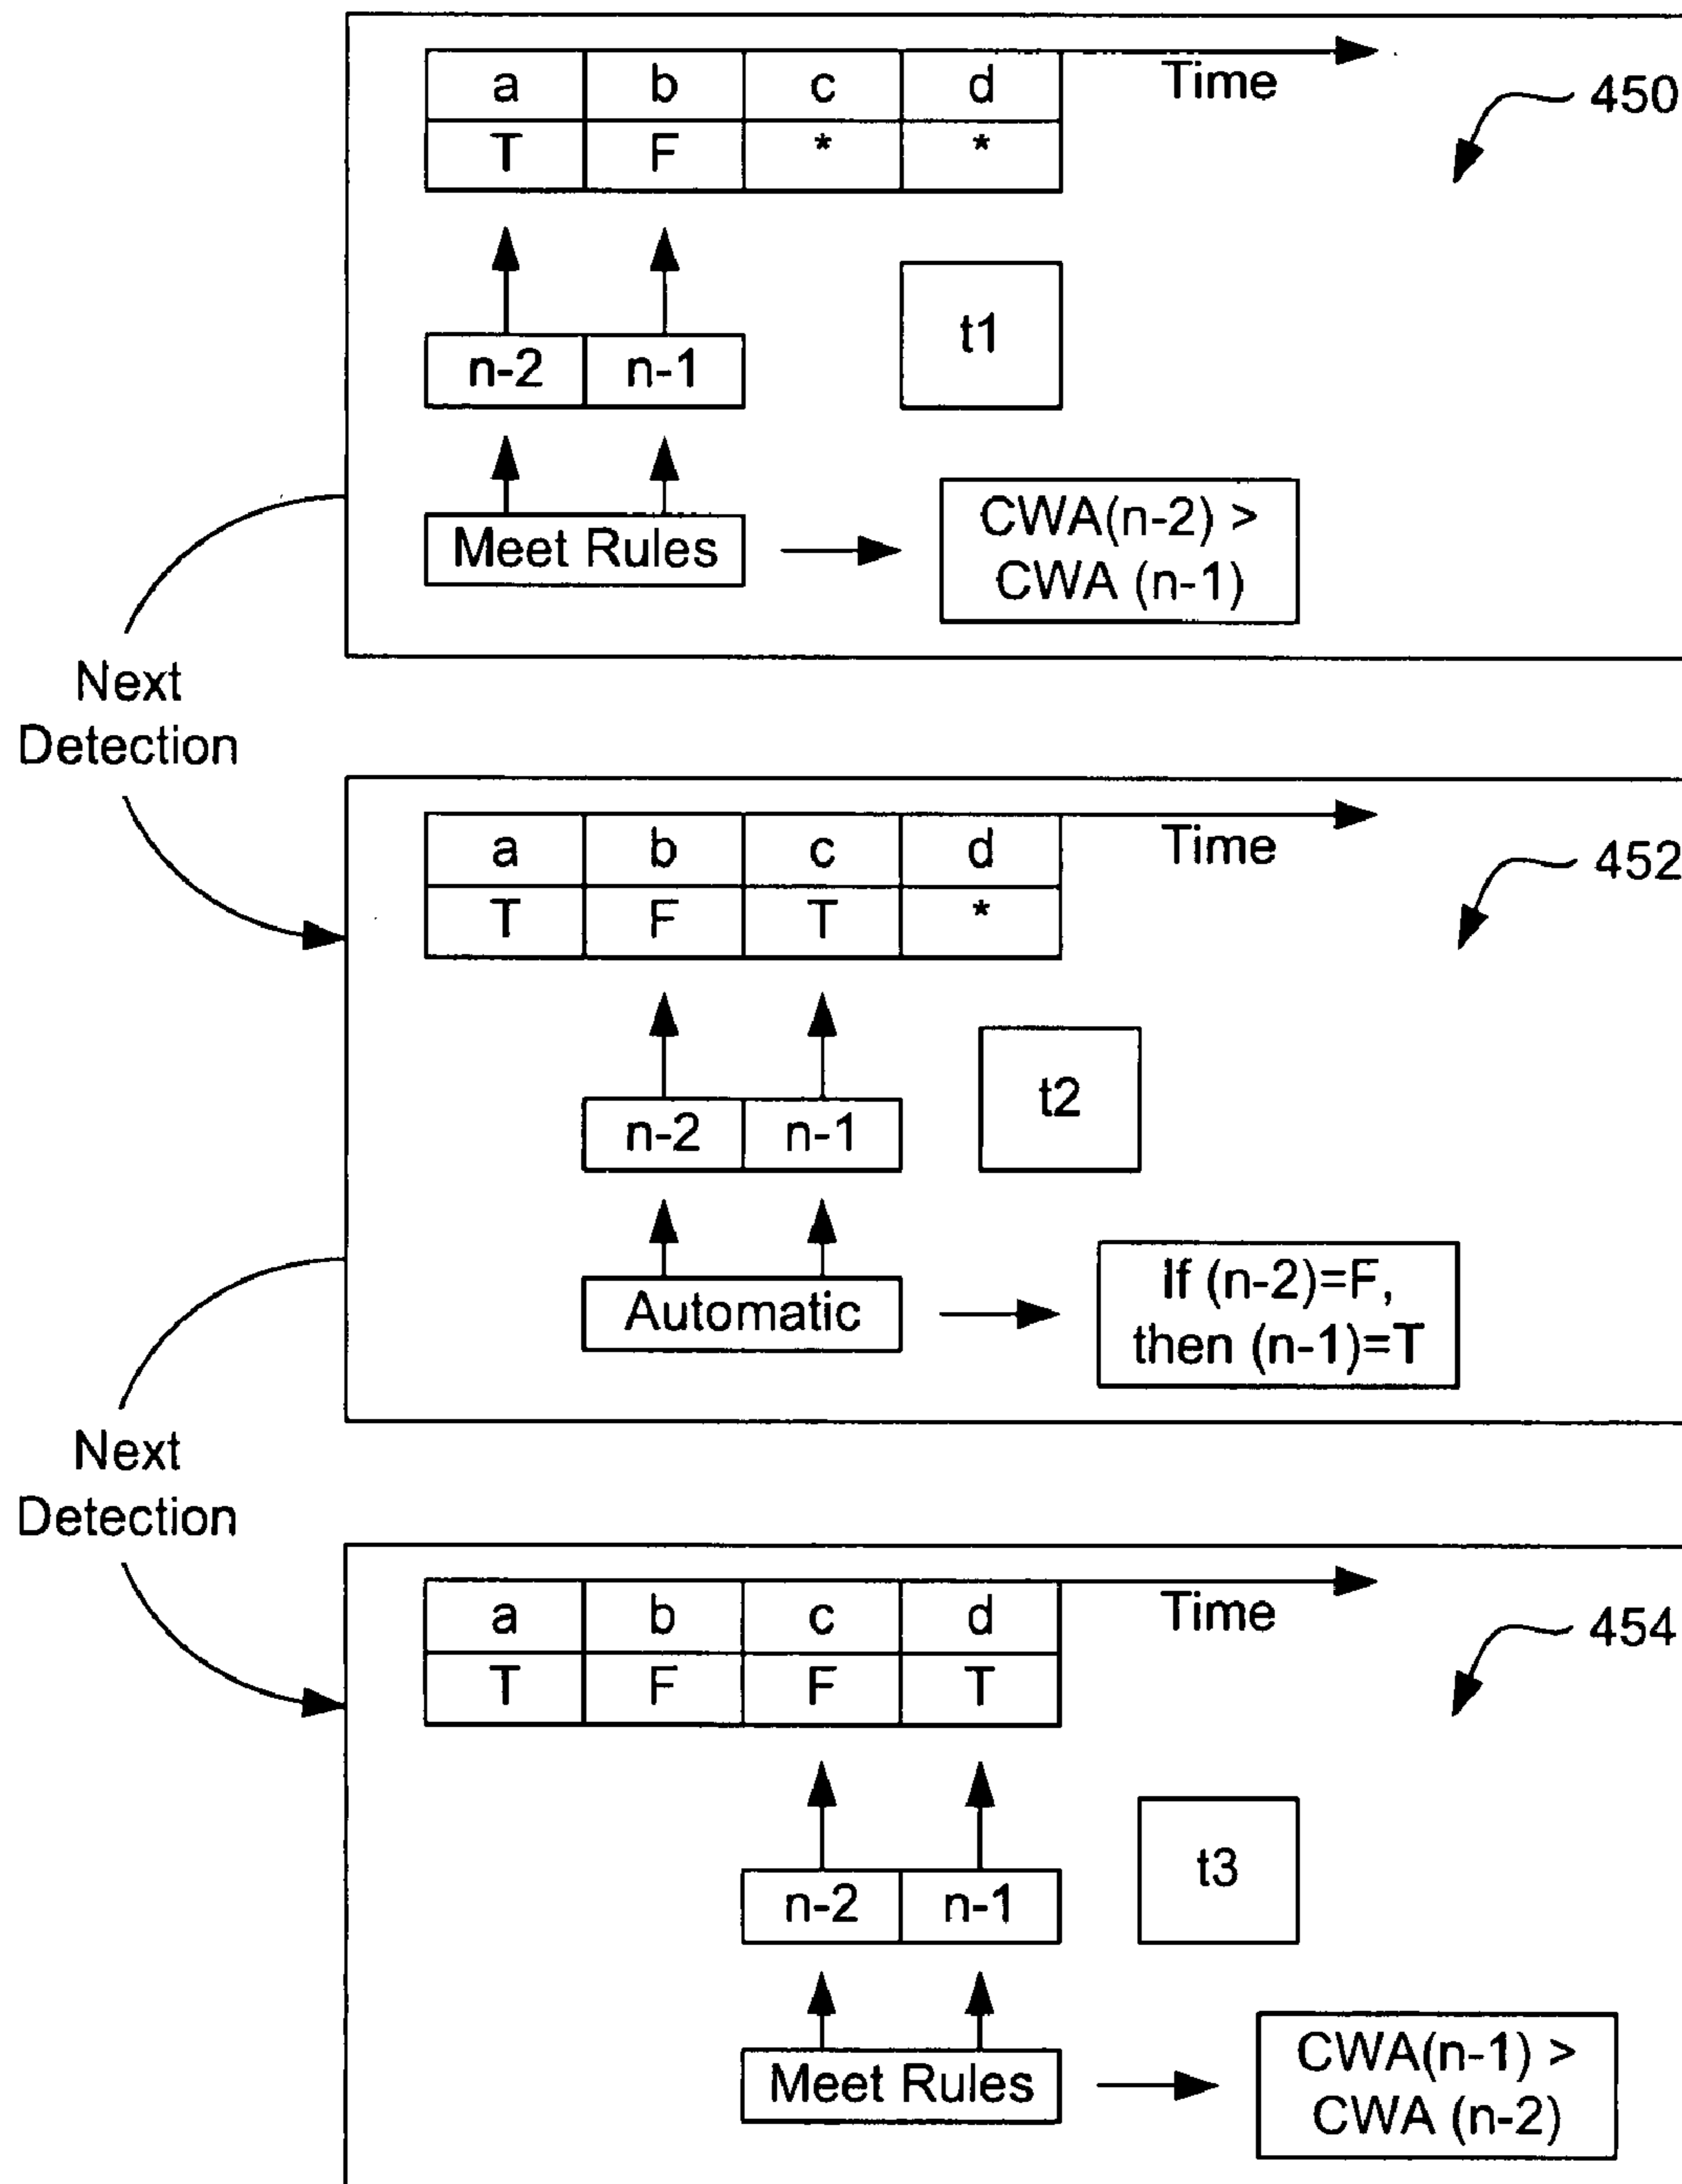 a b c d Time
450
T F * *
t1
n-2 n-1
CWA(n-2) >
CWA (n-1)
Meet Rules
Next
Detection
a b c d Time
452
T F T *
t2
n-2 n-1
If (n-2)=F,
then (n-1)=T
Automatic
Next
Detection
a b c d Time
454
T F F T
t3
n-2 n-1
CWA(n-1) >
CWA (n-2)
Meet Rules